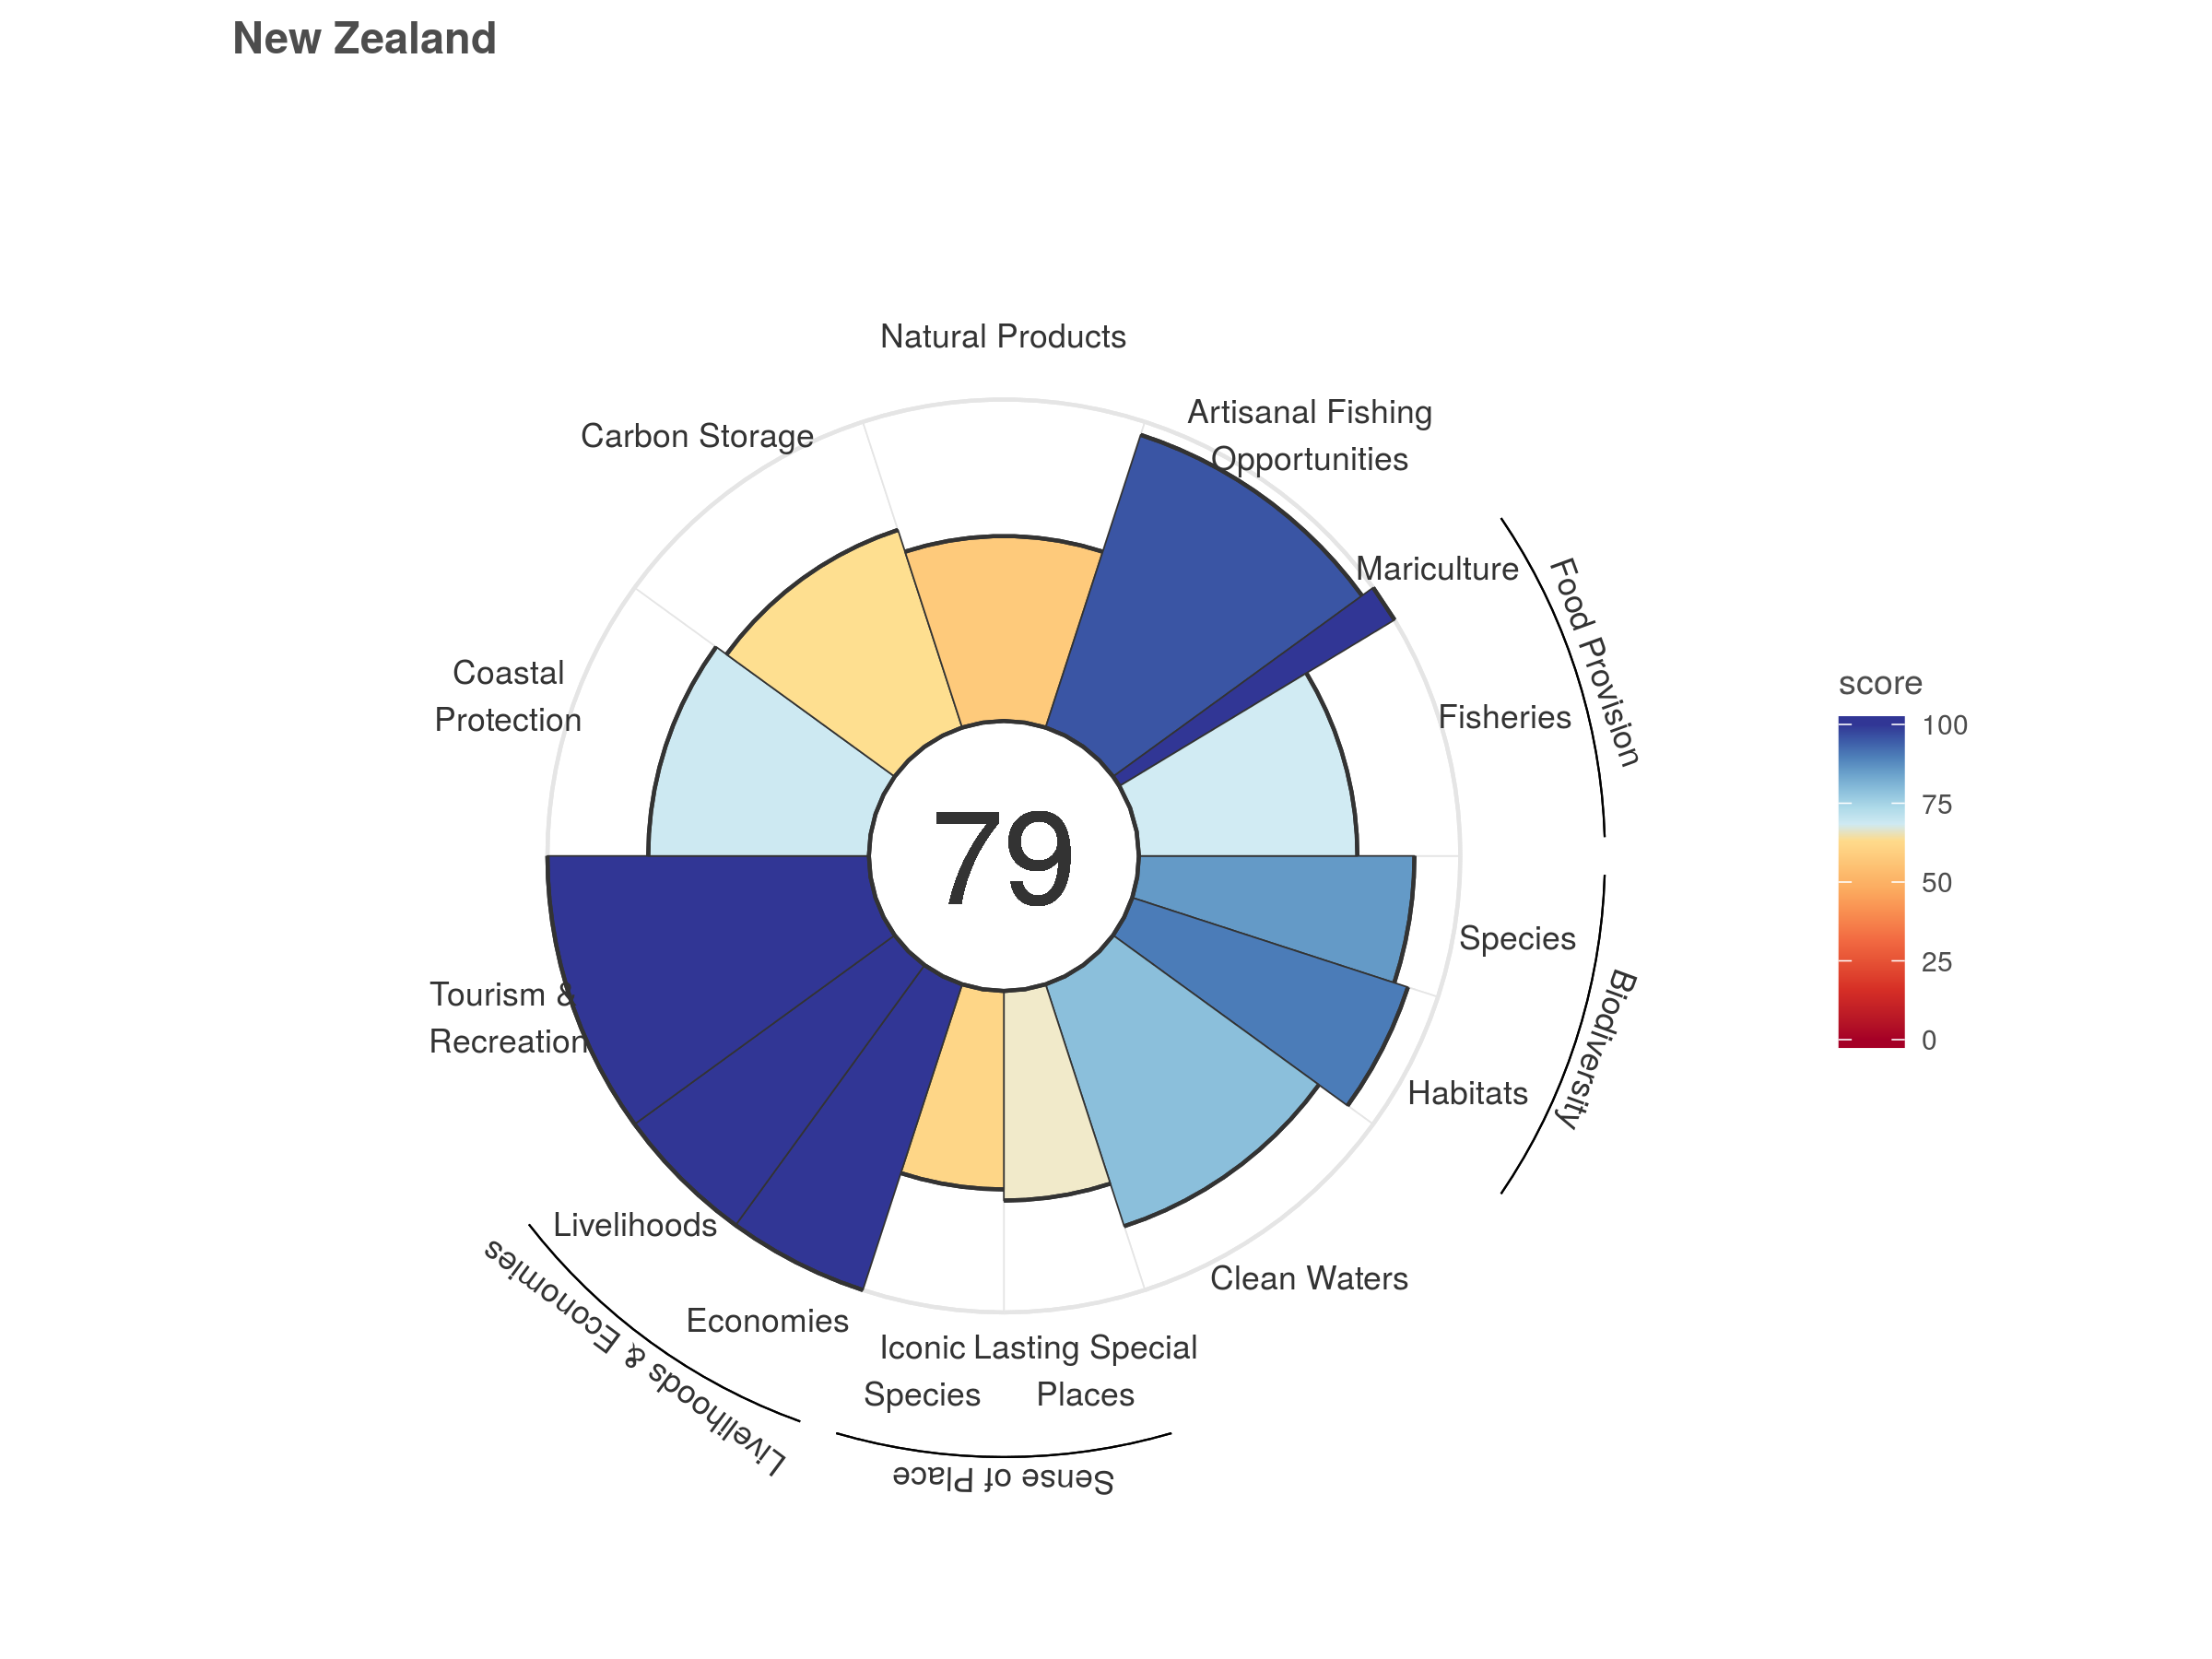 New Zealand
Natural Products
Artisanal Fishing
Opportunities
Carbon Storage
Mariculture
Food Provision
Coastal
Protection
Fisheries
score
100
75
50
25
0
79
Species
Biodiversity
Tourism &
Recreation
Habitats
Livelihoods
Clean Waters
Economies
Livelihoods & Economies
Iconic
Species
Lasting Special
Places
Sense of Place